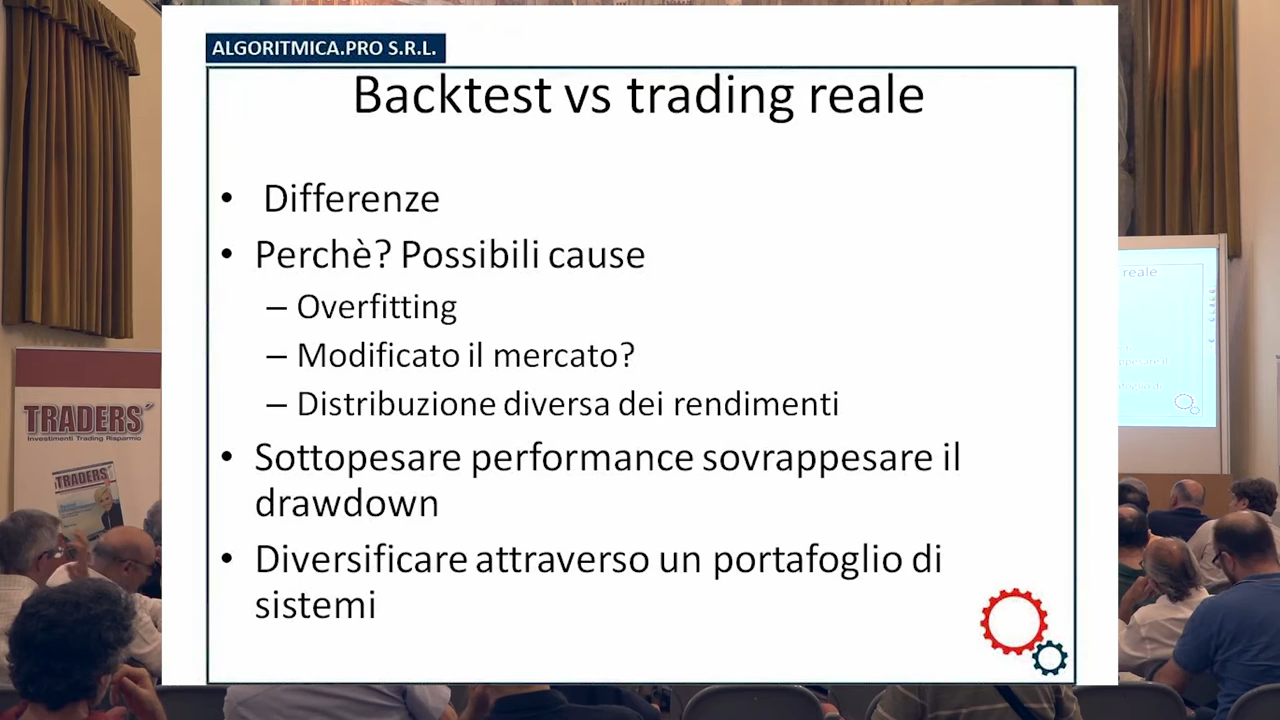 ALGORITMICA.PRO S.R.L.
Backtest vs trading reale
• Differenze
• Perchè? Possibili cause
– Overfitting
– Modificato il mercato?
– Distribuzione diversa dei rendimenti
• Sottopesare performance sovrappesare il
drawdown
• Diversificare attraverso un portafoglio di
sistemi
TRADERS´
Investimenti Trading Risparmio
TRADERS´
reale